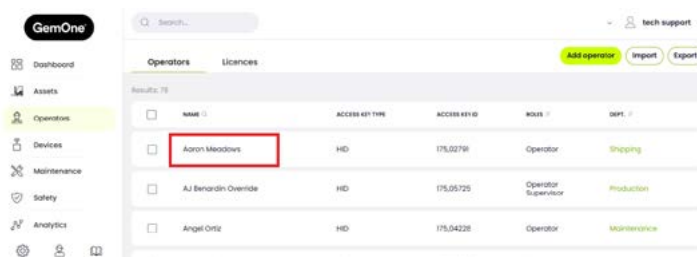 GemOne
Search...
tech support
Dashboard
Assets
Operators
Devices
Maintenance
Safety
Analytics
Operators Licences
Add operator Import Export
Results: 78
NAME ACCESS KEY TYPE ACCESS KEY ID ROLES DEPT.
Aaron Meadows HID 175,02791 Operator Shipping
AJ Benardin Override HID 175,05725 Operator Supervisor Production
Angel Ortiz HID 175,04228 Operator Maintenance